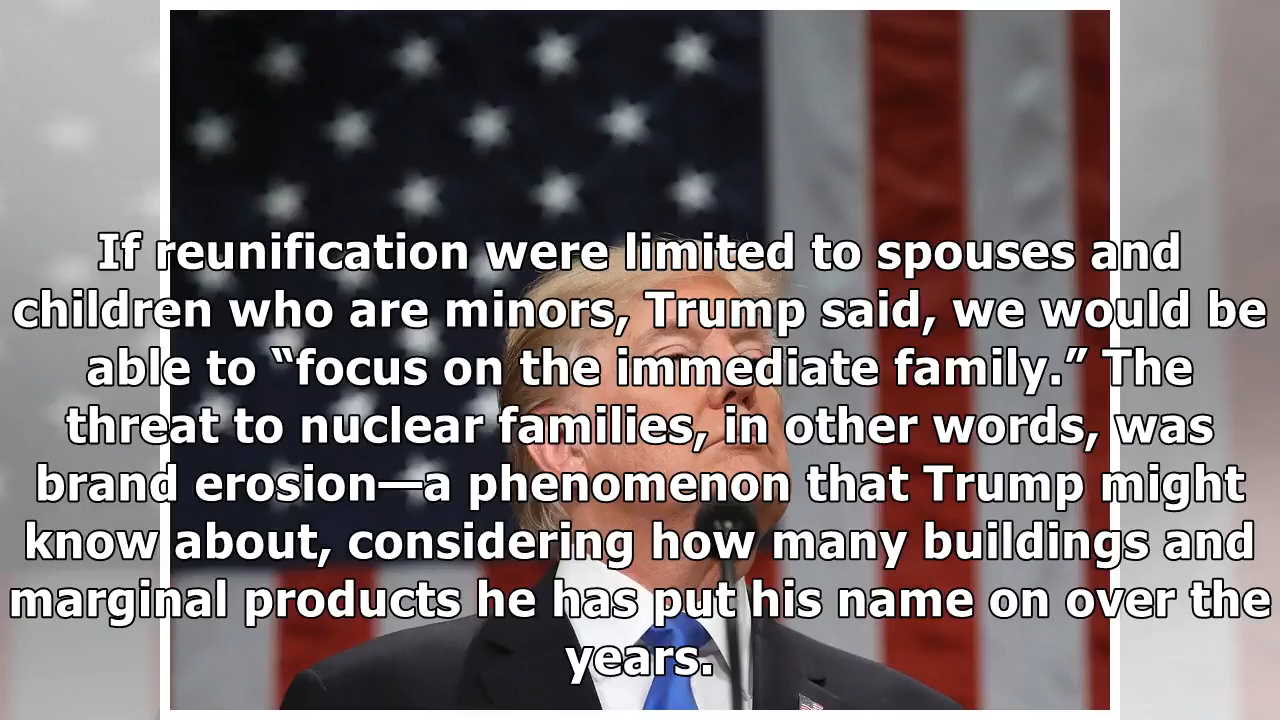 If reunification were limited to spouses and
children who are minors, Trump said, we would be
able to “focus on the immediate family.” The
threat to nuclear families, in other words, was
brand erosion—a phenomenon that Trump might
know about, considering how many buildings and
marginal products he has put his name on over the
years.